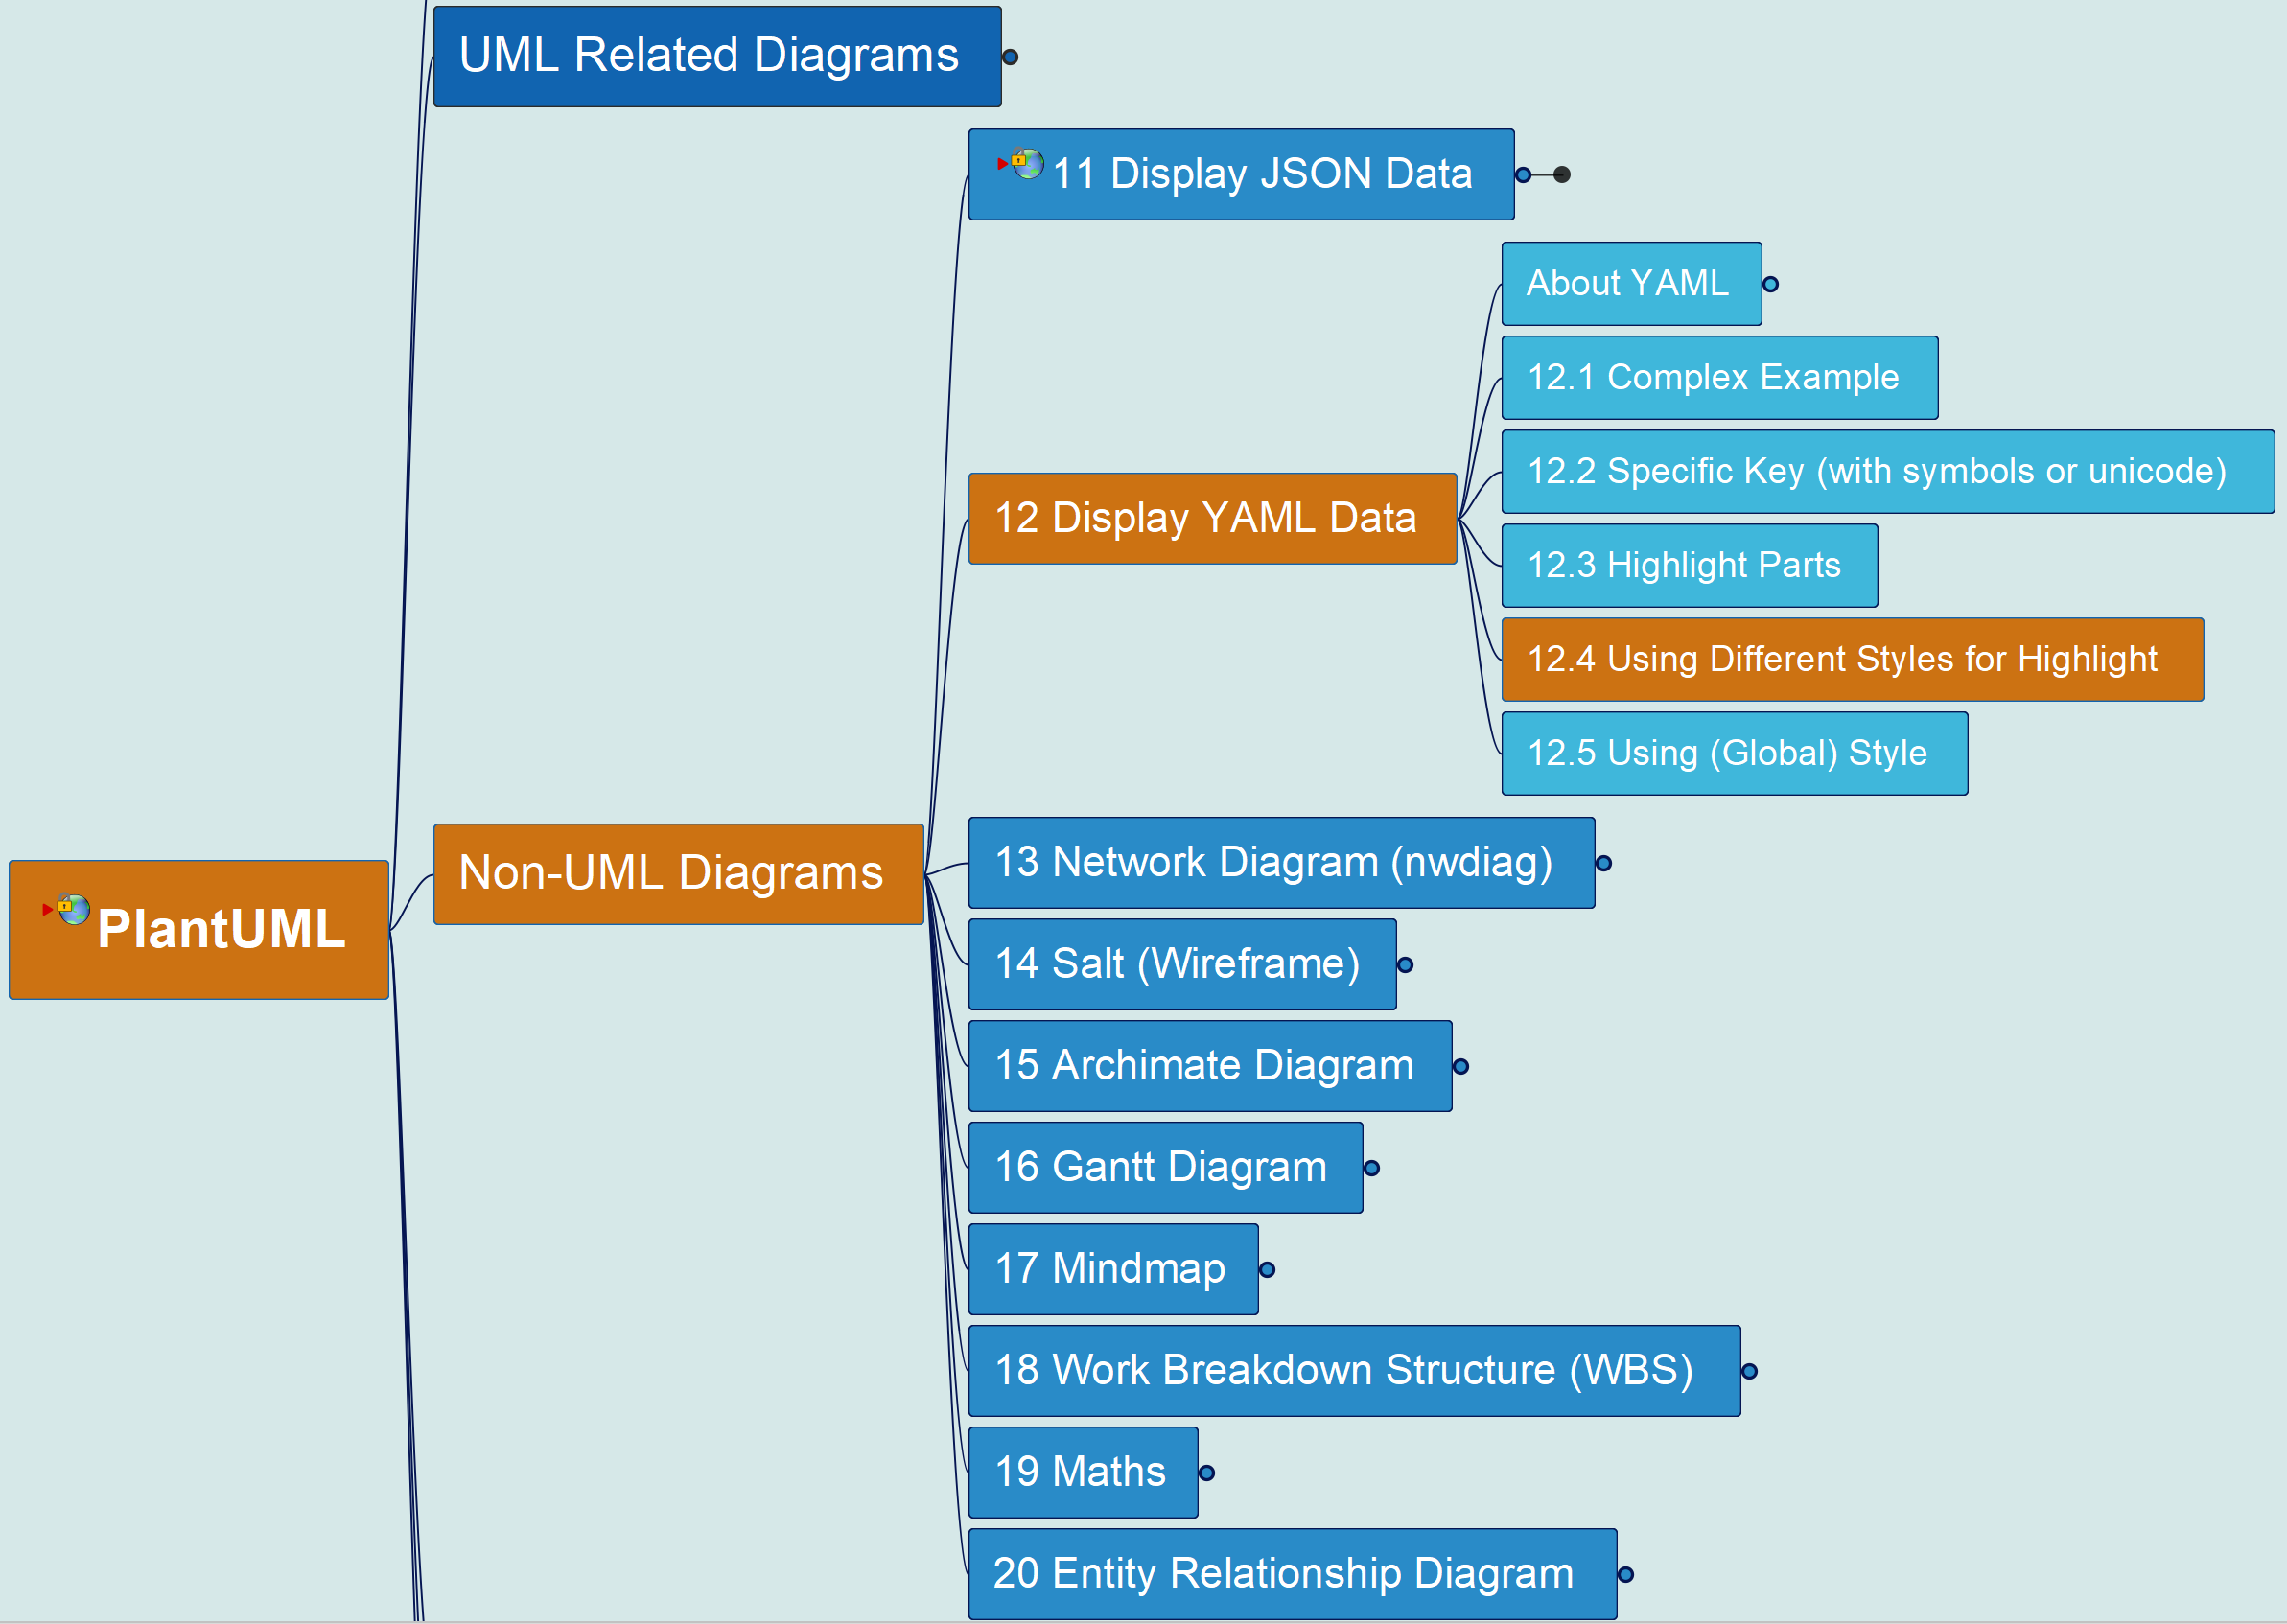 UML Related Diagrams
11 Display JSON Data
About YAML
12.1 Complex Example
12.2 Specific Key (with symbols or unicode)
12 Display YAML Data
12.3 Highlight Parts
12.4 Using Different Styles for Highlight
12.5 Using (Global) Style
PlantUML
Non-UML Diagrams
13 Network Diagram (nwdiag)
14 Salt (Wireframe)
15 Archimate Diagram
16 Gantt Diagram
17 Mindmap
18 Work Breakdown Structure (WBS)
19 Maths
20 Entity Relationship Diagram